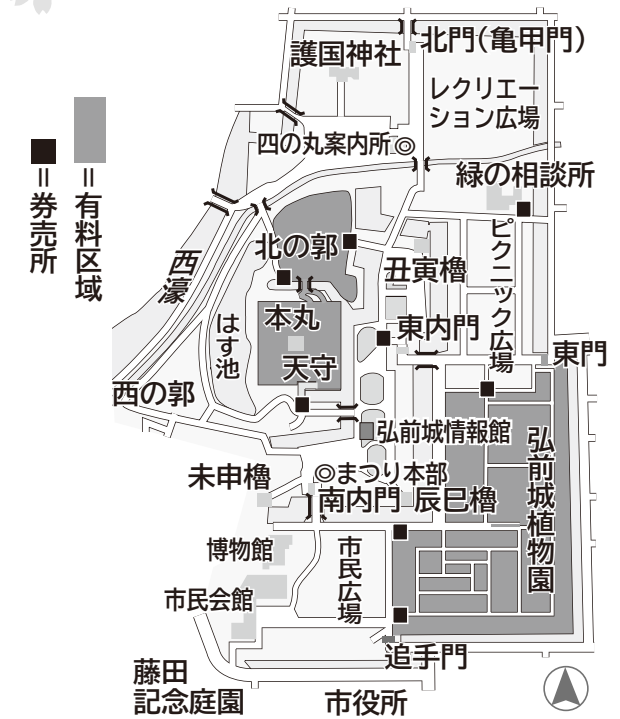 護国神社
北門(亀甲門)
レクリエー
ション広場
四の丸案内所◎
緑の相談所
■=券売所
=有料区域
西濠
北の郭
丑寅櫓
ピクニック広場
本丸
はす池
東内門
東門
天守
西の郭
弘前城情報館
弘前城植物園
未申櫓
◎まつり本部
南内門
辰巳櫓
博物館
市民広場
市民会館
追手門
藤田
記念庭園
市役所